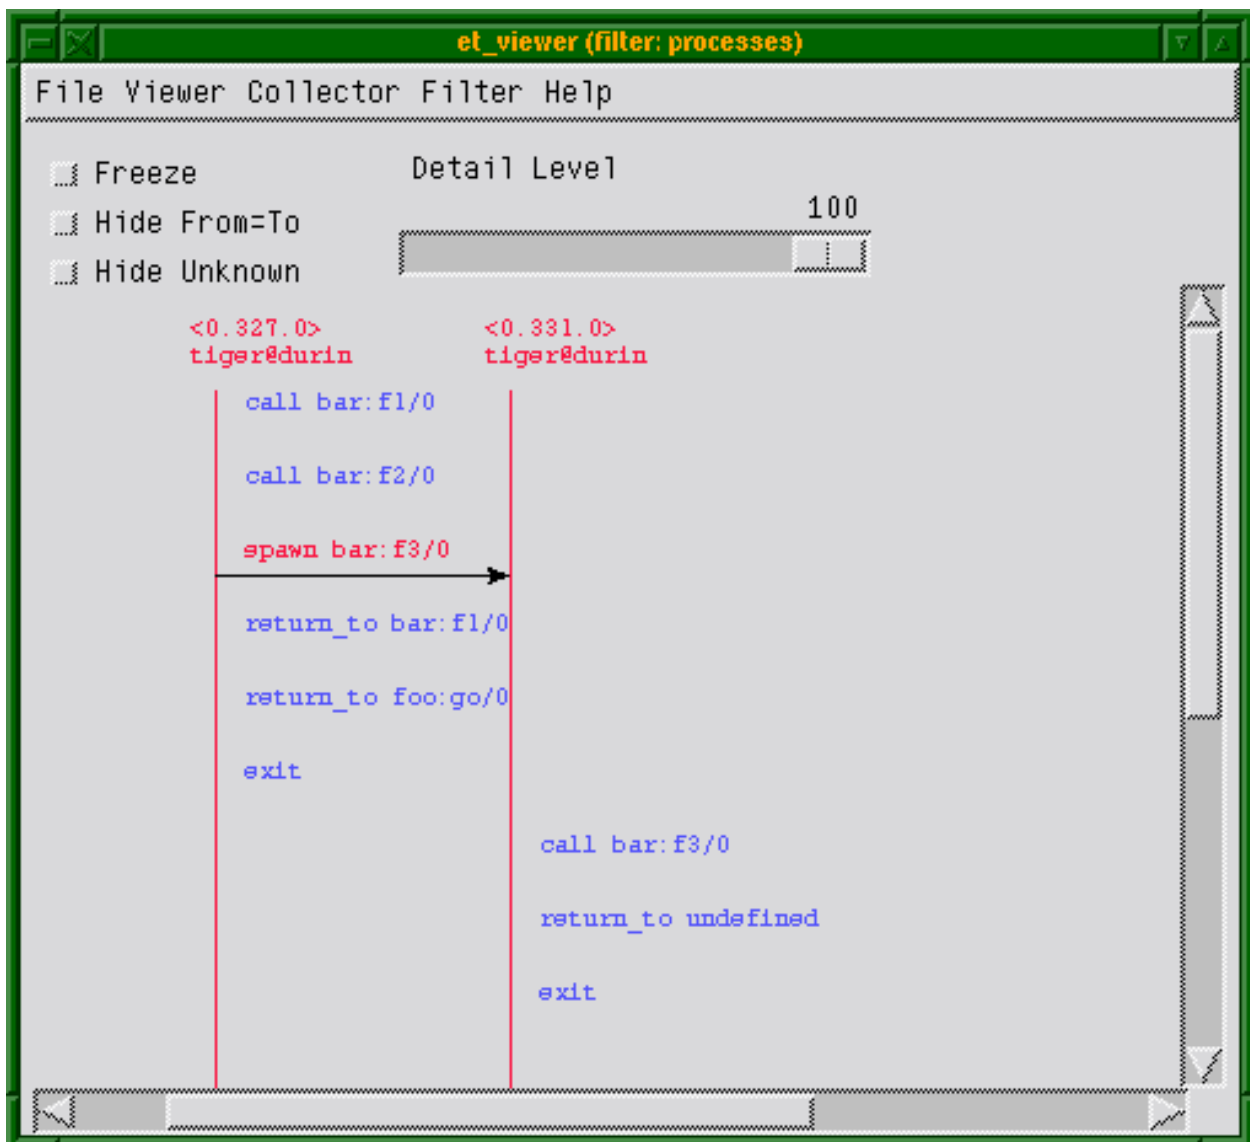 et_viewer (filter: processes)
File Viewer Collector Filter Help
Freeze
Detail Level
Hide From=To
100
Hide Unknown
<0.327.0> <0.331.0>
tiger@durin tiger@durin
call bar:f1/0
call bar:f2/0
spawn bar:f3/0
return_to bar:f1/0
return_to foo:go/0
exit
call bar:f3/0
return_to undefined
exit